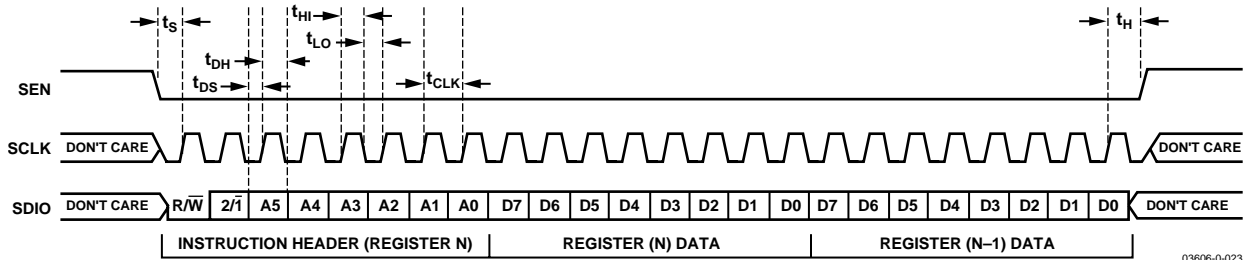 tS
tHI
tH
tLO
tDH
tCLK
tDS
SEN
SCLK DON'T CARE DON'T CARE
SDIO DON'T CARE R/W̅ 2/1̅ A5 A4 A3 A2 A1 A0 D7 D6 D5 D4 D3 D2 D1 D0 D7 D6 D5 D4 D3 D2 D1 D0 DON'T CARE
INSTRUCTION HEADER (REGISTER N) REGISTER (N) DATA REGISTER (N–1) DATA
03606-0-023